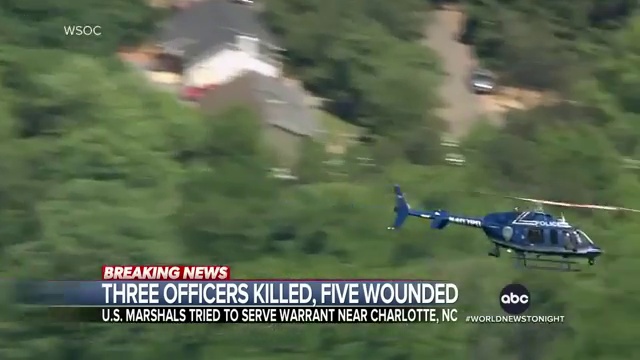 WSOC
POLICE
BREAKING NEWS
THREE OFFICERS KILLED, FIVE WOUNDED
abc
U.S. MARSHALS TRIED TO SERVE WARRANT NEAR CHARLOTTE, NC
#WORLDNEWSTONIGHT